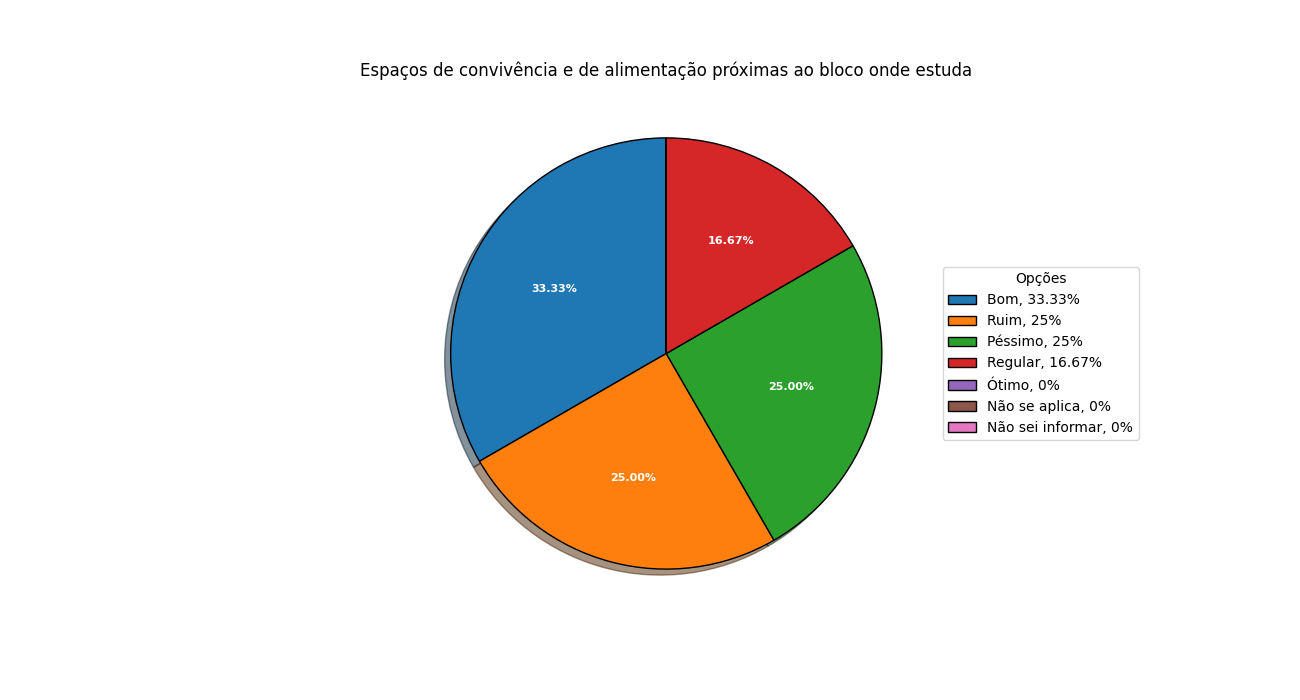 Espaços de convivência e de alimentação próximas ao bloco onde estuda
16.67%
33.33%
25.00%
25.00%
Opções
Bom, 33.33%
Ruim, 25%
Péssimo, 25%
Regular, 16.67%
Ótimo, 0%
Não se aplica, 0%
Não sei informar, 0%